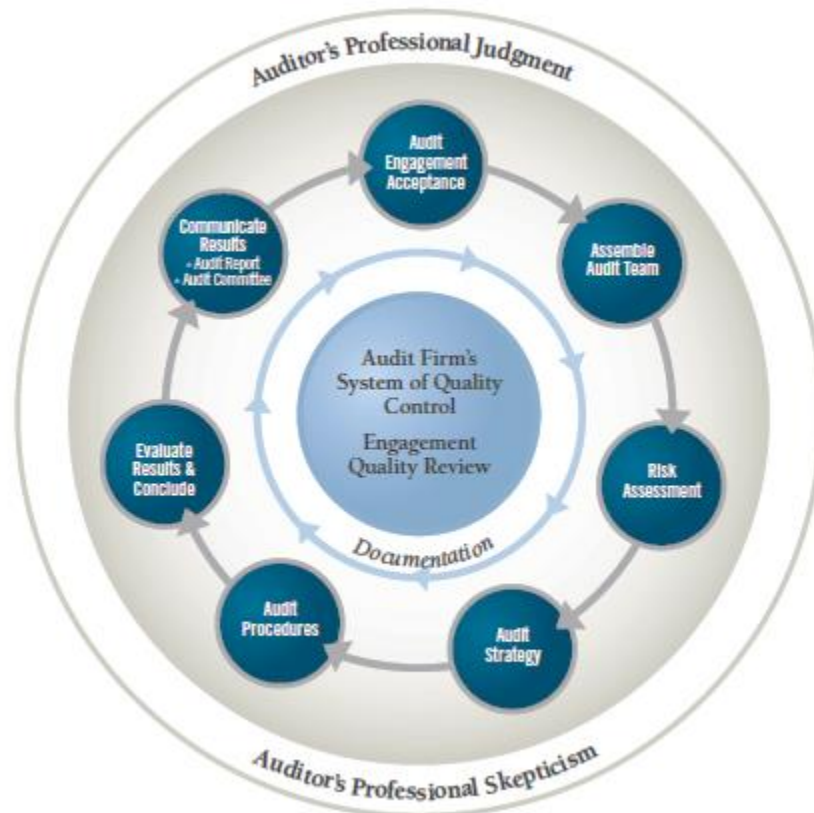 Auditor's Professional Judgment
Audit
Engagement
Acceptance
Assemble
Audit Team
Risk
Assessment
Audit
Strategy
Audit
Procedures
Evaluate
Results &
Conclude
Communicate
Results
• Audit Report
• Audit Committee
Audit Firm's
System of Quality
Control
Engagement
Quality Review
Documentation
Auditor's Professional Skepticism